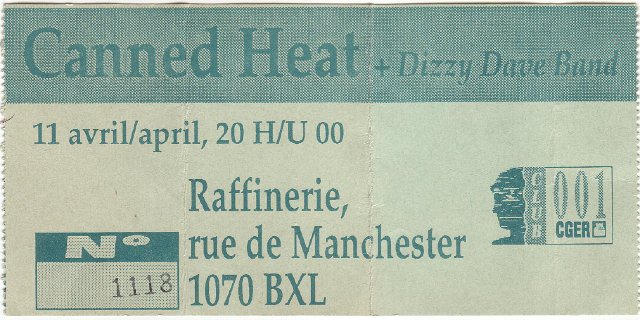 Canned Heat + Dizzy Dave Band
11 avril/april, 20 H/U 00
Raffinerie,
rue de Manchester
1070 BXL
No
1118
CLUB
001
CGER